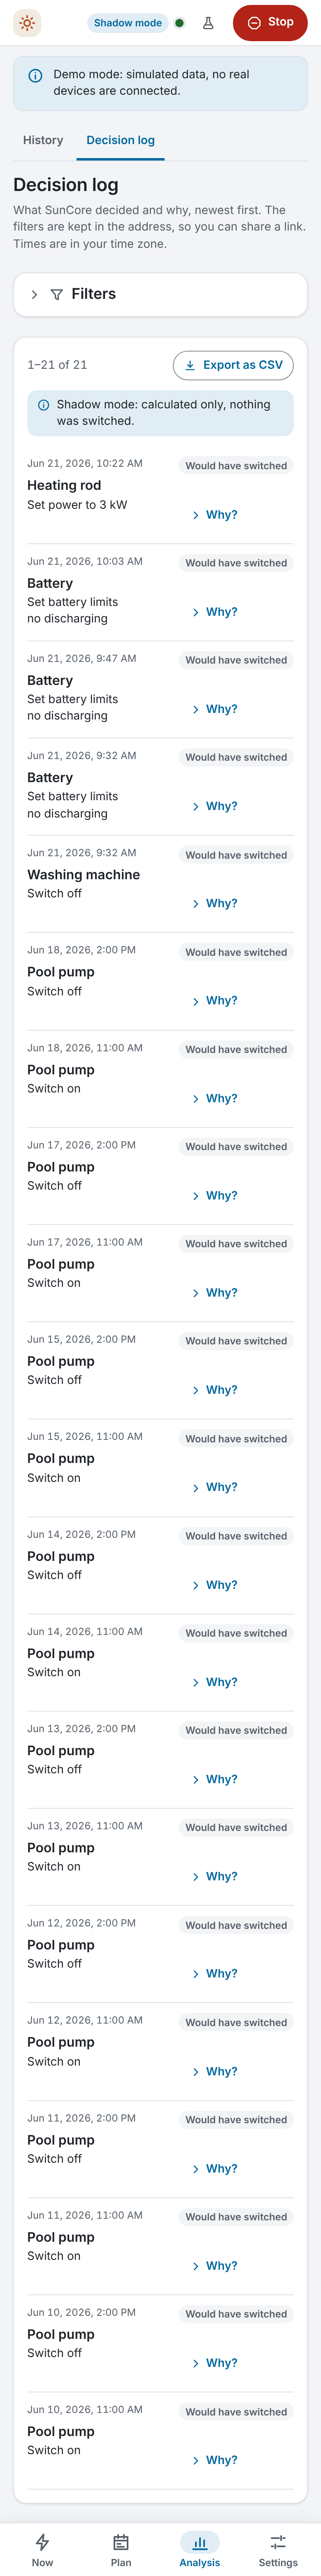 Shadow mode
Stop
Demo mode: simulated data, no real
devices are connected.
History
Decision log
Decision log
What SunCore decided and why, newest first. The
filters are kept in the address, so you can share a link.
Times are in your time zone.
Filters
1–21 of 21
Export as CSV
Shadow mode: calculated only, nothing
was switched.
Jun 21, 2026, 10:22 AM
Would have switched
Heating rod
Set power to 3 kW
Why?
Jun 21, 2026, 10:03 AM
Would have switched
Battery
Set battery limits
no discharging
Why?
Jun 21, 2026, 9:47 AM
Would have switched
Battery
Set battery limits
no discharging
Why?
Jun 21, 2026, 9:32 AM
Would have switched
Battery
Set battery limits
no discharging
Why?
Jun 21, 2026, 9:32 AM
Would have switched
Washing machine
Switch off
Why?
Jun 18, 2026, 2:00 PM
Would have switched
Pool pump
Switch off
Why?
Jun 18, 2026, 11:00 AM
Would have switched
Pool pump
Switch on
Why?
Jun 17, 2026, 2:00 PM
Would have switched
Pool pump
Switch off
Why?
Jun 17, 2026, 11:00 AM
Would have switched
Pool pump
Switch on
Why?
Jun 15, 2026, 2:00 PM
Would have switched
Pool pump
Switch off
Why?
Jun 15, 2026, 11:00 AM
Would have switched
Pool pump
Switch on
Why?
Jun 14, 2026, 2:00 PM
Would have switched
Pool pump
Switch off
Why?
Jun 14, 2026, 11:00 AM
Would have switched
Pool pump
Switch on
Why?
Jun 13, 2026, 2:00 PM
Would have switched
Pool pump
Switch off
Why?
Jun 13, 2026, 11:00 AM
Would have switched
Pool pump
Switch on
Why?
Jun 12, 2026, 2:00 PM
Would have switched
Pool pump
Switch off
Why?
Jun 12, 2026, 11:00 AM
Would have switched
Pool pump
Switch on
Why?
Jun 11, 2026, 2:00 PM
Would have switched
Pool pump
Switch off
Why?
Jun 11, 2026, 11:00 AM
Would have switched
Pool pump
Switch on
Why?
Jun 10, 2026, 2:00 PM
Would have switched
Pool pump
Switch off
Why?
Jun 10, 2026, 11:00 AM
Would have switched
Pool pump
Switch on
Why?
Now
Plan
Analysis
Settings